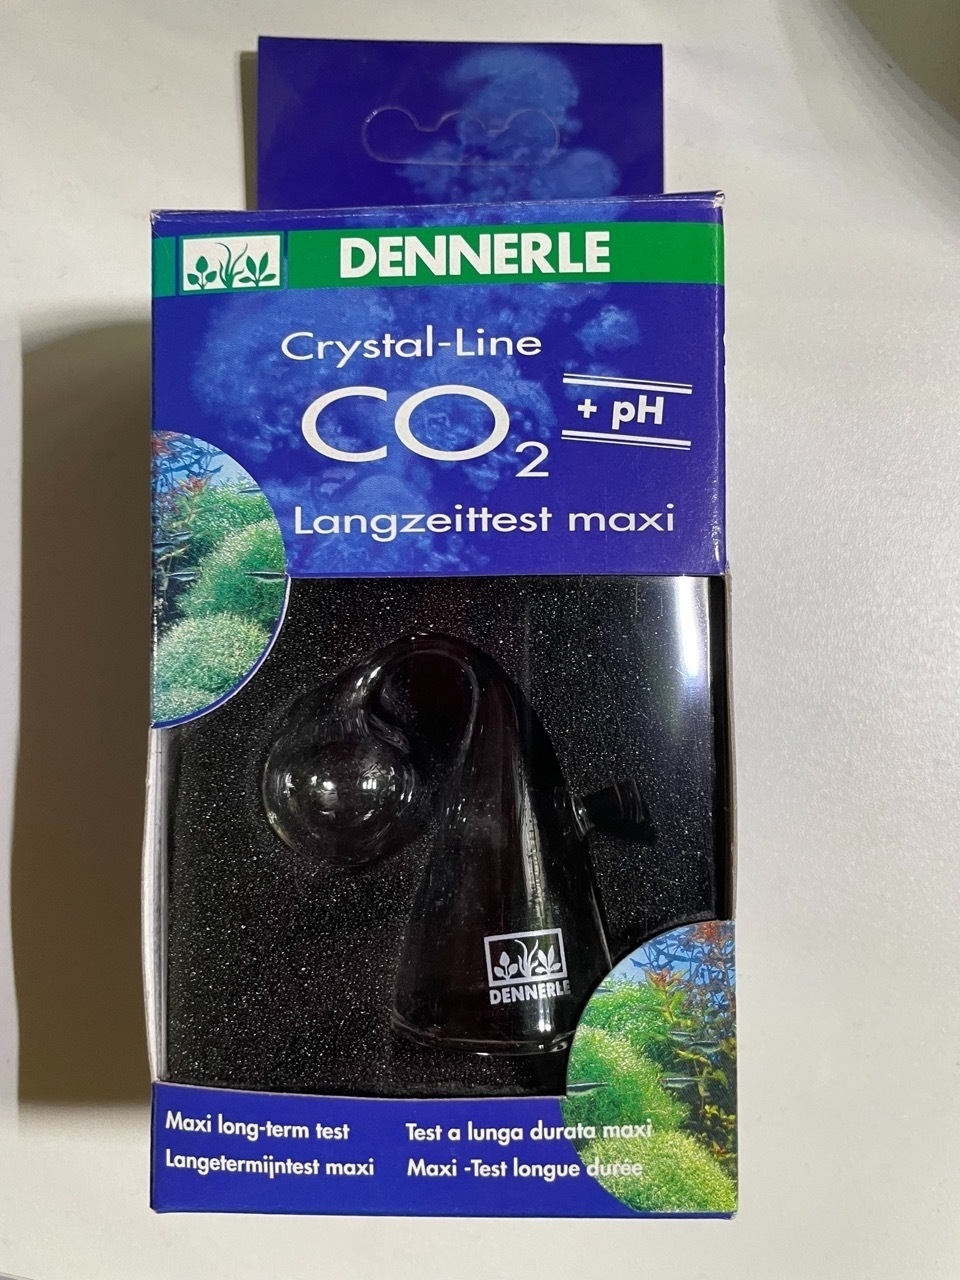 DENNERLE
Crystal-Line
CO₂ + pH
Langzeittest maxi
DENNERLE
Maxi long-term test
Langetermijntest maxi
Test a lunga durata maxi
Maxi -Test longue durée